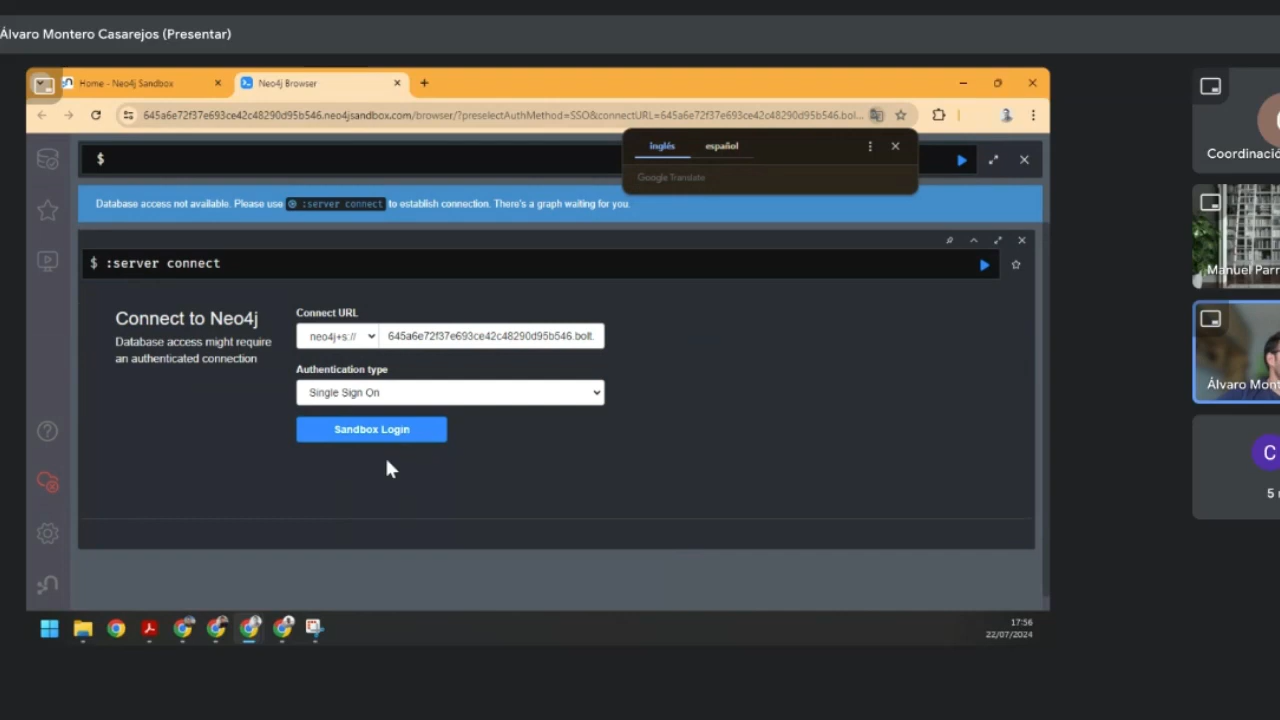 Álvaro Montero Casarejos (Presentar)
Home - Neo4j Sandbox
Neo4j Browser
645a6e72f37e693ce42c48290d95b546.neo4jsandbox.com/browser/?preselectAuthMethod=SSO&connectURL=645a6e72f37e693ce42c48290d95b546.bol...
inglés español
Google Translate
$
Database access not available. Please use :server connect to establish connection. There's a graph waiting for you.
$ :server connect
Connect to Neo4j
Database access might require
an authenticated connection
Connect URL
neo4j+s:// 645a6e72f37e693ce42c48290d95b546.bolt.
Authentication type
Single Sign On
Sandbox Login
Coordinació
Manuel Parr
Álvaro Mont
C
5
17:56
22/07/2024